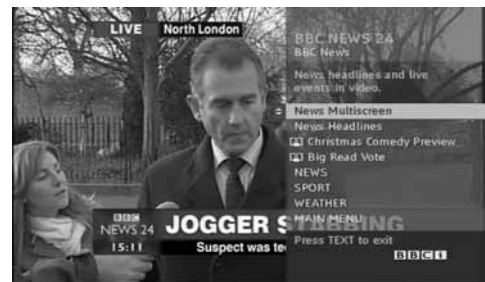 LIVE North London
BBC NEWS 24
BBC News
News headlines and live
events in video.
News Multiscreen
News Headlines
Christmas Comedy Preview
Big Read Vote
NEWS
SPORT
WEATHER
MAIN MENU
Press TEXT to exit
BBCi
BBC
NEWS 24
15:11
JOGGER STABBING
Suspect was te